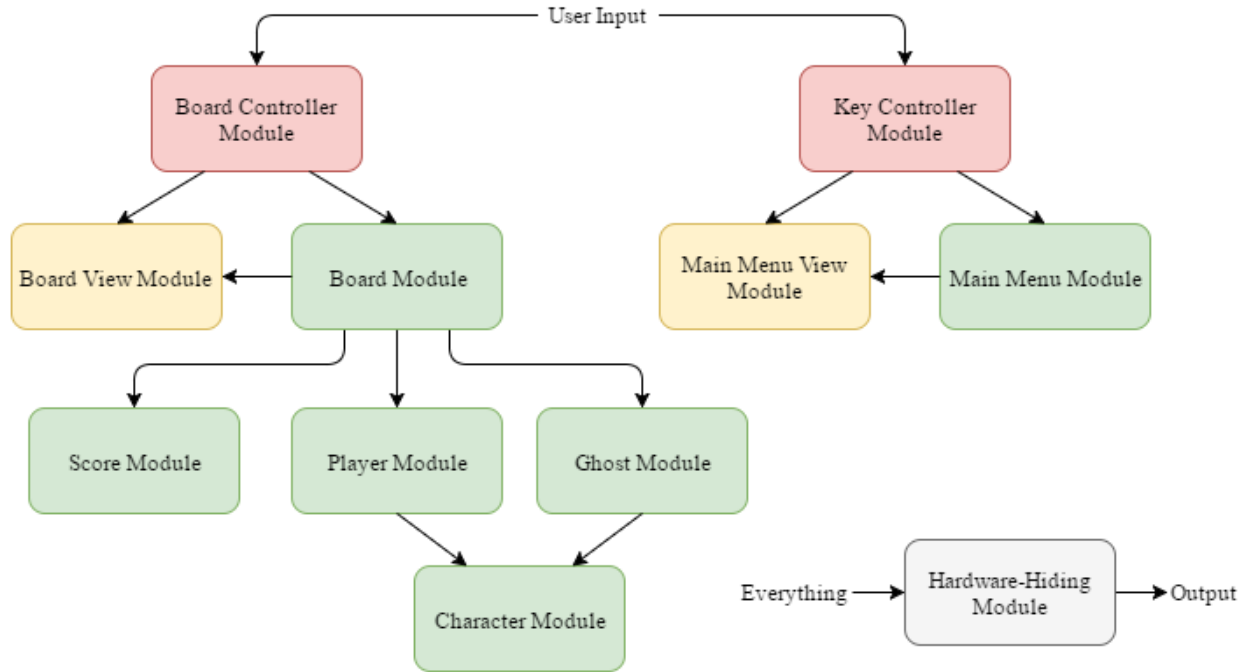 User Input
Board Controller
Module
Key Controller
Module
Board View Module
Board Module
Main Menu View
Module
Main Menu Module
Score Module
Player Module
Ghost Module
Everything
Hardware-Hiding
Module
Output
Character Module